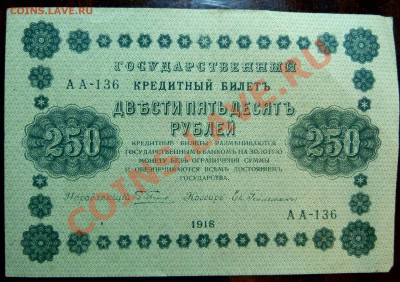 COINS.LAVE.RU
ГОСУДАРСТВЕННЫЙ
АА-136 КРЕДИТНЫЙ БИЛЕТЪ
ДВѢСТИ ПЯТЬДЕСЯТЪ
РУБЛЕЙ
250 250
КРЕДИТНЫЕ БИЛЕТЫ РАЗМѢНИВАЮТСЯ
ГОСУДАРСТВЕННЫМЪ БАНКОМЪ НА ЗОЛОТУЮ
МОНЕТУ БЕЗЪ ОГРАНИЧЕНІЯ СУММЫ
И ОБЕЗПЕЧИВАЮТСЯ ВСѢМЪ ДОСТОЯНІЕМЪ
ГОСУДАРСТВА.
Управляющій Кассиръ
АА-136
1918
COINS.LAVE.RU